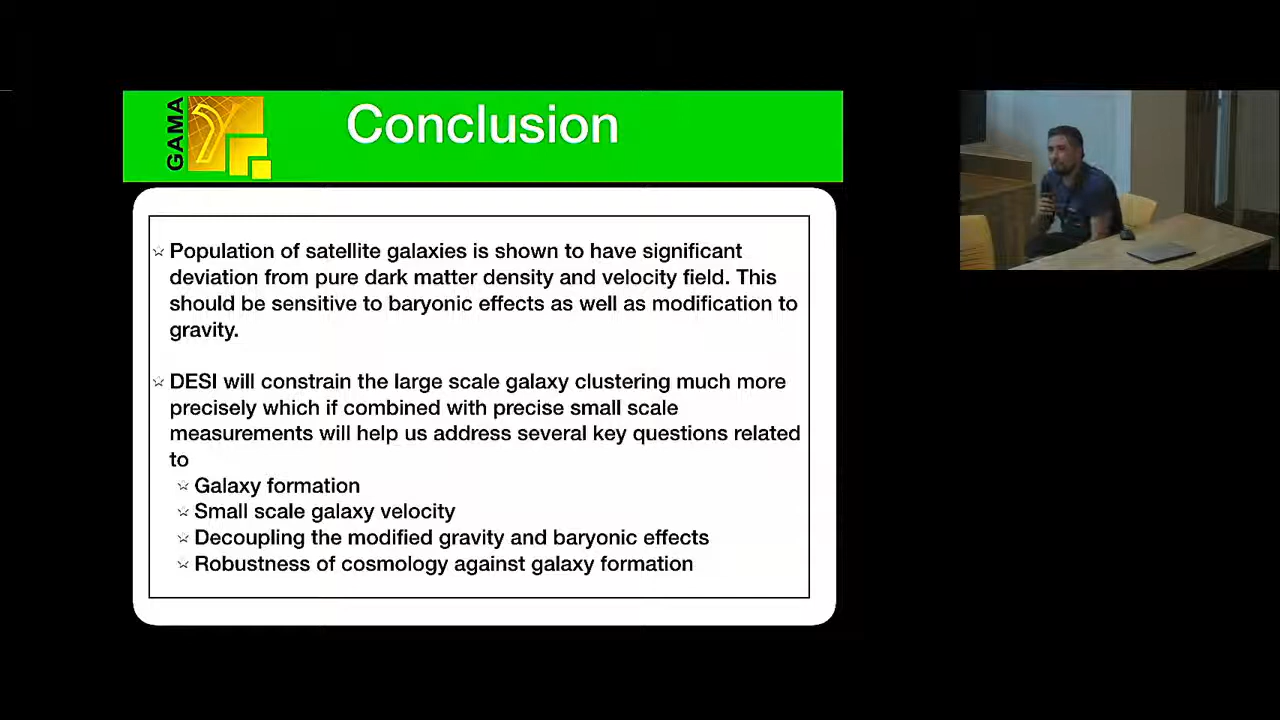 GAMA
Conclusion
Population of satellite galaxies is shown to have significant
deviation from pure dark matter density and velocity field. This
should be sensitive to baryonic effects as well as modification to
gravity.
DESI will constrain the large scale galaxy clustering much more
precisely which if combined with precise small scale
measurements will help us address several key questions related
to
Galaxy formation
Small scale galaxy velocity
Decoupling the modified gravity and baryonic effects
Robustness of cosmology against galaxy formation